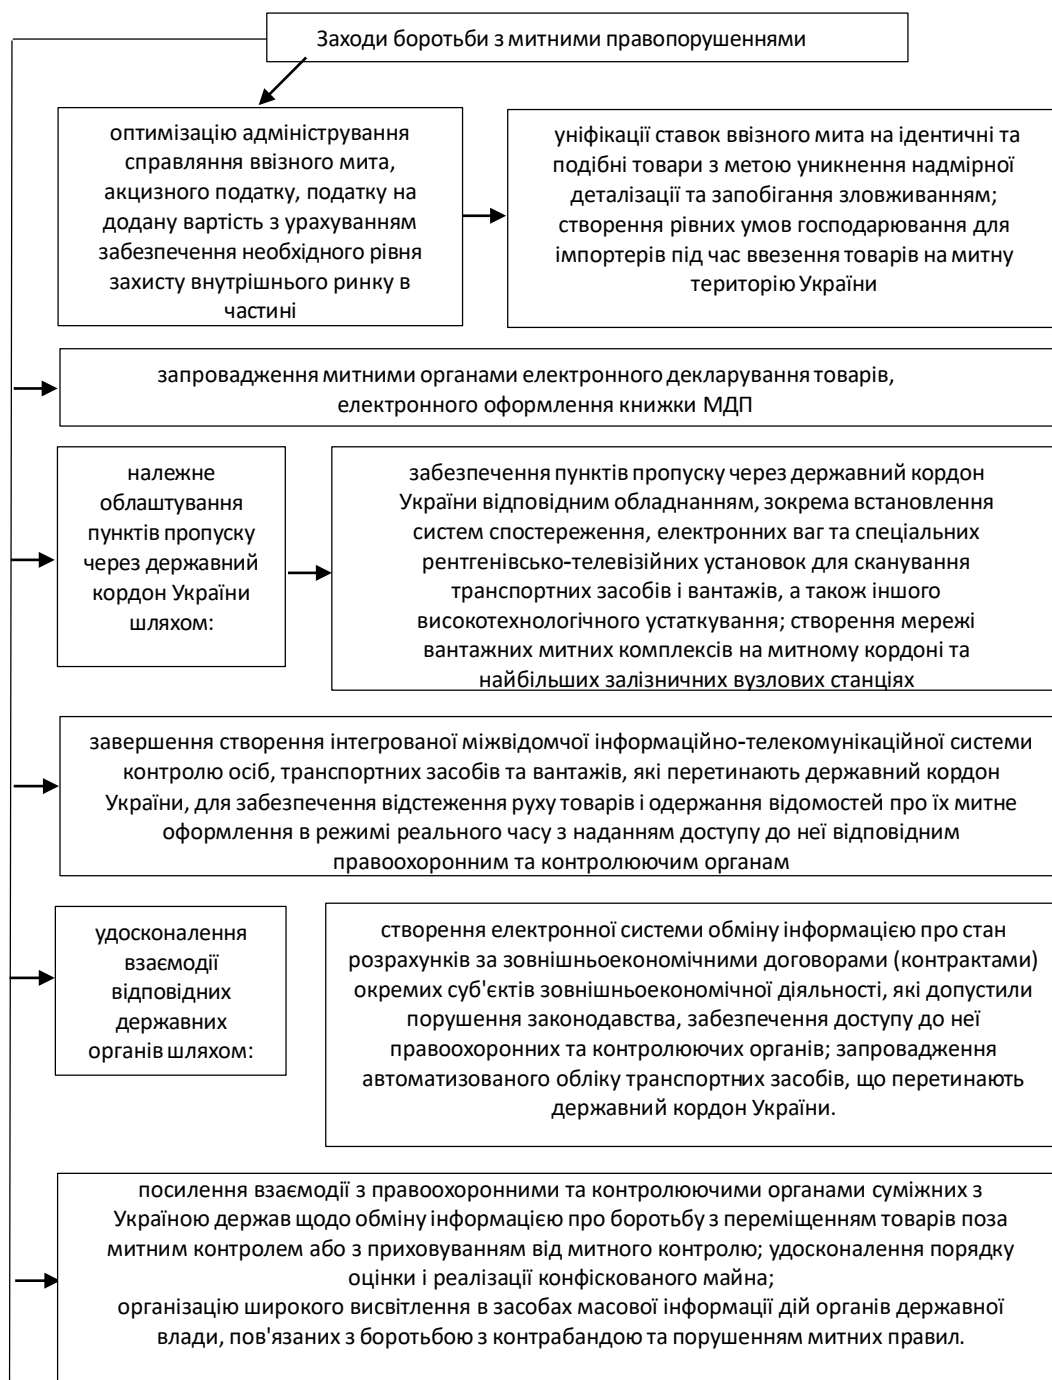 Заходи боротьби з митними правопорушеннями
оптимізацію адміністрування
справляння ввізного мита,
акцизного податку, податку на
додану вартість з урахуванням
забезпечення необхідного рівня
захисту внутрішнього ринку в
частині
уніфікації ставок ввізного мита на ідентичні та
подібні товари з метою уникнення надмірної
деталізації та запобігання зловживанням;
створення рівних умов господарювання для
імпортерів під час ввезення товарів на митну
територію України
запровадження митними органами електронного декларування товарів,
електронного оформлення книжки МДП
належне
облаштування
пунктів пропуску
через державний
кордон України
шляхом:
забезпечення пунктів пропуску через державний кордон
України відповідним обладнанням, зокрема встановлення
систем спостереження, електронних ваг та спеціальних
рентгенівсько-телевізійних установок для сканування
транспортних засобів і вантажів, а також іншого
високотехнологічного устаткування; створення мережі
вантажних митних комплексів на митному кордоні та
найбільших залізничних вузлових станціях
завершення створення інтегрованої міжвідомчої інформаційно-телекомунікаційної системи
контролю осіб, транспортних засобів та вантажів, які перетинають державний кордон
України, для забезпечення відстеження руху товарів і одержання відомостей про їх митне
оформлення в режимі реального часу з наданням доступу до неї відповідним
правоохоронним та контролюючим органам
удосконалення
взаємодії
відповідних
державних
органів шляхом:
створення електронної системи обміну інформацією про стан
розрахунків за зовнішньоекономічними договорами (контрактами)
окремих суб'єктів зовнішньоекономічної діяльності, які допустили
порушення законодавства, забезпечення доступу до неї
правоохоронних та контролюючих органів; запровадження
автоматизованого обліку транспортних засобів, що перетинають
державний кордон України.
посилення взаємодії з правоохоронними та контролюючими органами суміжних з
Україною держав щодо обміну інформацією про боротьбу з переміщенням товарів поза
митним контролем або з приховуванням від митного контролю; удосконалення порядку
оцінки і реалізації конфіскованого майна;
організацію широкого висвітлення в засобах масової інформації дій органів державної
влади, пов'язаних з боротьбою з контрабандою та порушенням митних правил.